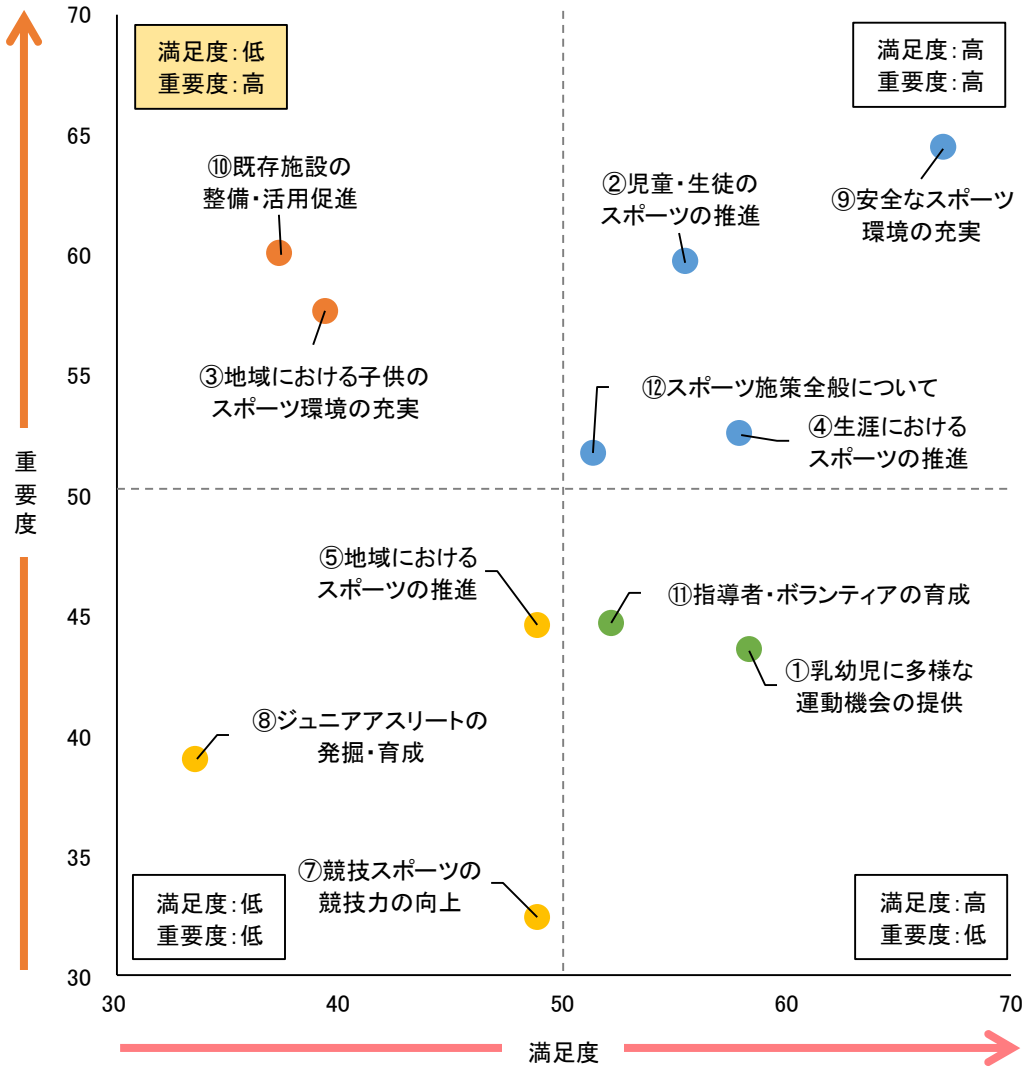 70
満足度：低
重要度：高
満足度：高
重要度：高
65
⑩既存施設の
整備・活用促進
②児童・生徒の
スポーツの推進
⑨安全なスポーツ
環境の充実
60
55
③地域における子供の
スポーツ環境の充実
⑫スポーツ施策全般について
④生涯における
スポーツの推進
重
要
度
50
⑤地域における
スポーツの推進
⑪指導者・ボランティアの育成
45
①乳幼児に多様な
運動機会の提供
⑧ジュニアアスリートの
発掘・育成
40
35
⑦競技スポーツの
競技力の向上
満足度：低
重要度：低
満足度：高
重要度：低
30
30
40
50
60
70
満足度